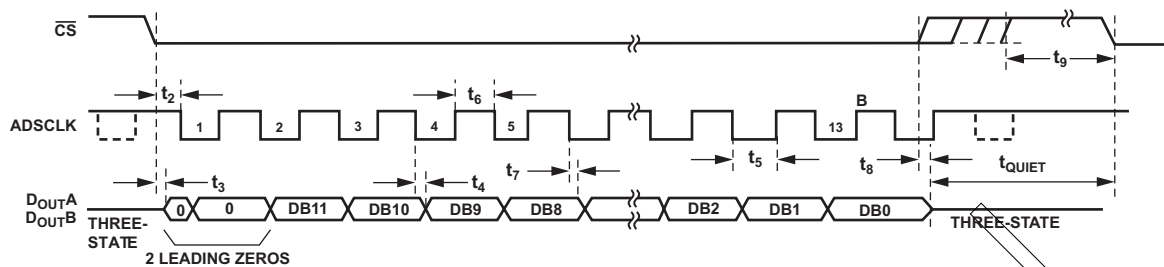 CS
t9
t2
t6
B
ADSCLK
1 2 3 4 5 13
t5
t8
tQUIET
t3
t4
t7
DOUTA
DOUTB
0 0 DB11 DB10 DB9 DB8 DB2 DB1 DB0
THREE-
STATE
THREE-STATE
2 LEADING ZEROS